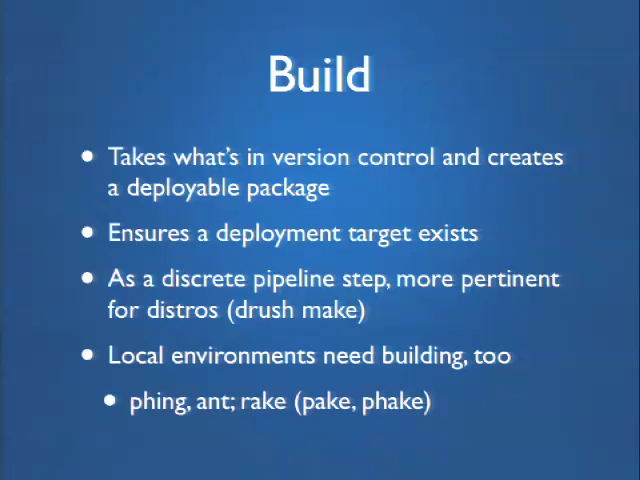 Build
• Takes what's in version control and creates
a deployable package
• Ensures a deployment target exists
• As a discrete pipeline step, more pertinent
for distros (drush make)
• Local environments need building, too
• phing, ant; rake (pake, phake)